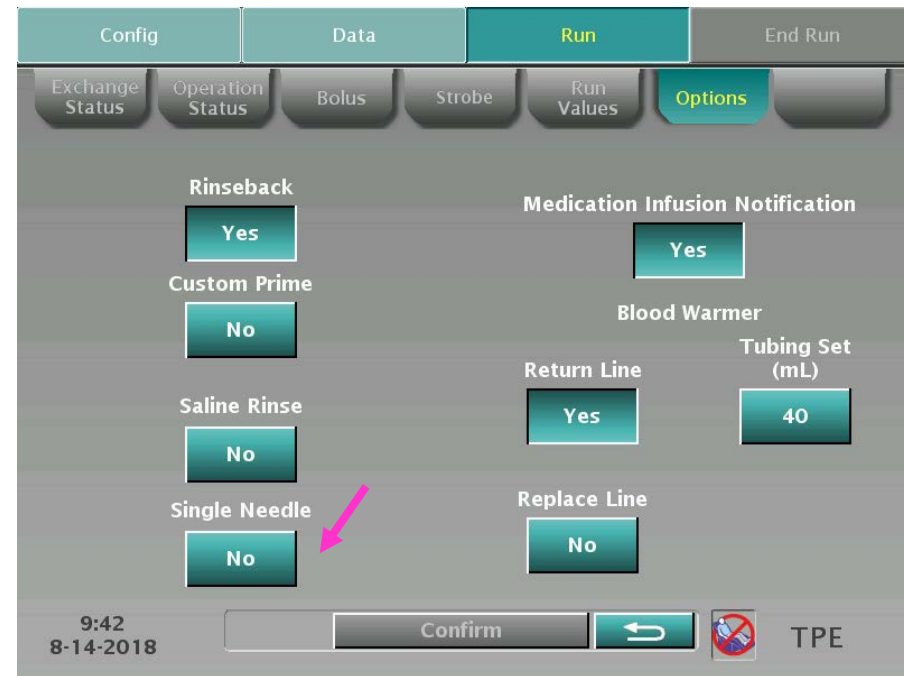 Config
Data
Run
End Run
Exchange
Status
Operation
Status
Bolus
Strobe
Run
Values
Options
Rinseback
Yes
Custom Prime
No
Saline Rinse
No
Single Needle
No
Medication Infusion Notification
Yes
Blood Warmer
Return Line
Yes
Tubing Set
(mL)
40
Replace Line
No
9:42
8-14-2018
Confirm
TPE